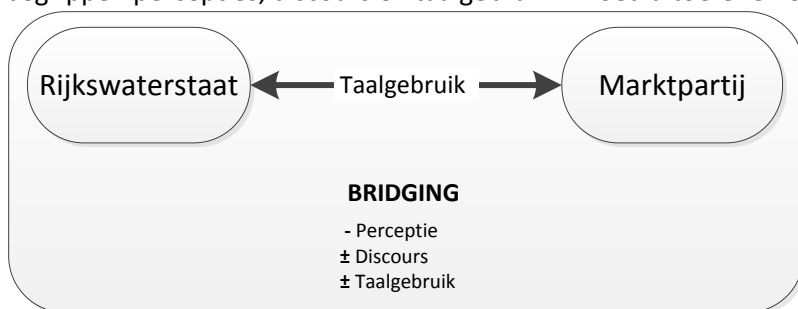 Rijkswaterstaat Taalgebruik Marktpartij
BRIDGING
- Perceptie
± Discours
± Taalgebruik